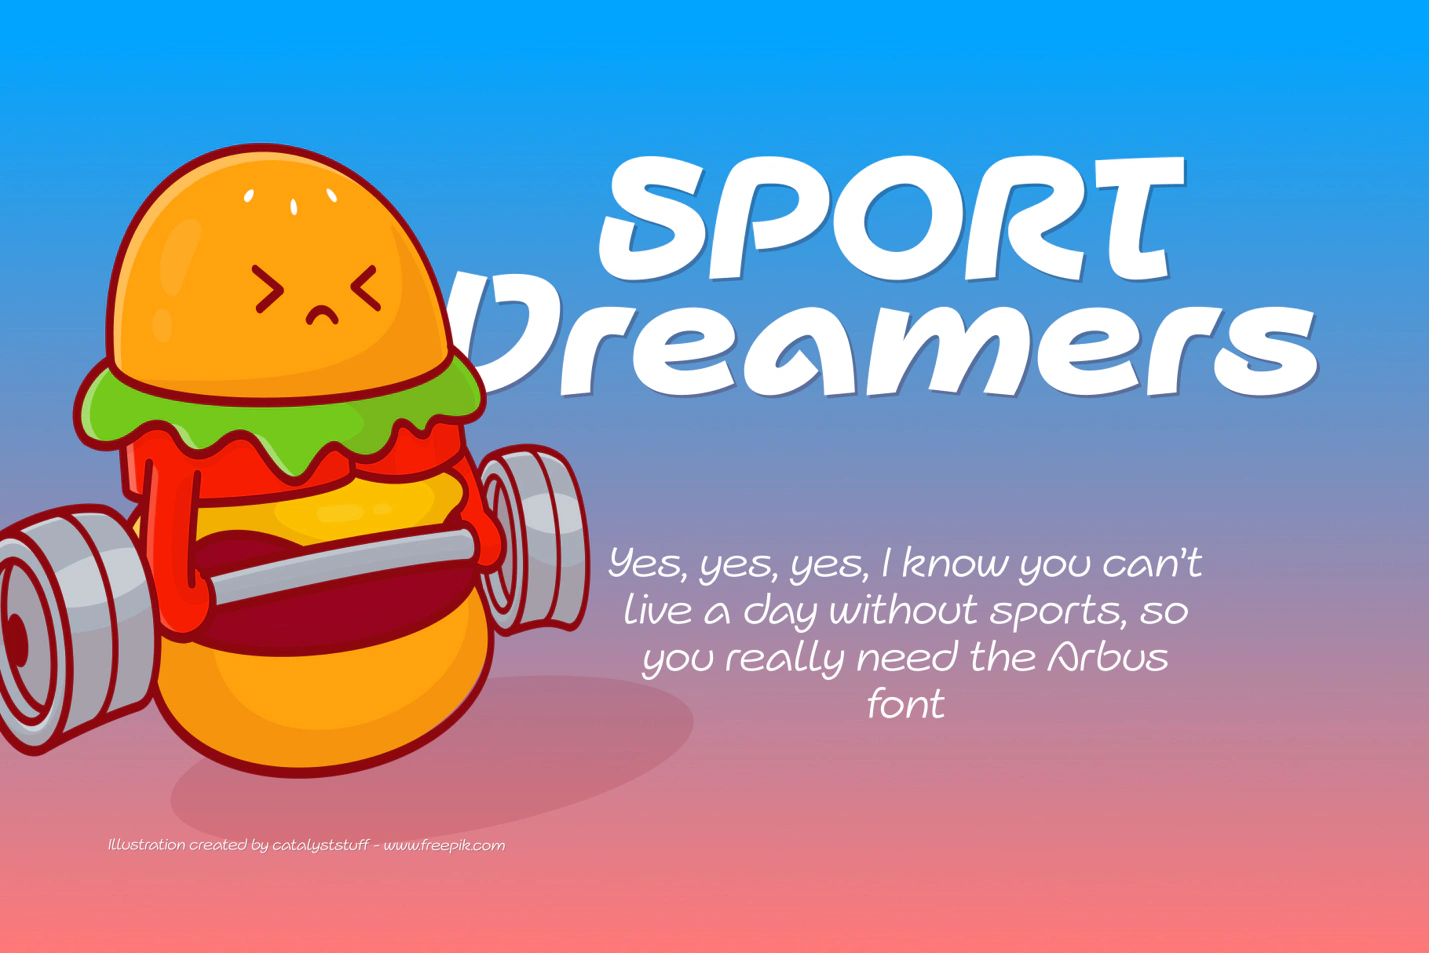 SPORT
Dreamers
Yes, yes, yes, I know you can't
live a day without sports, so
you really need the Arbus
font
Illustration created by catalyststuff - www.freepik.com